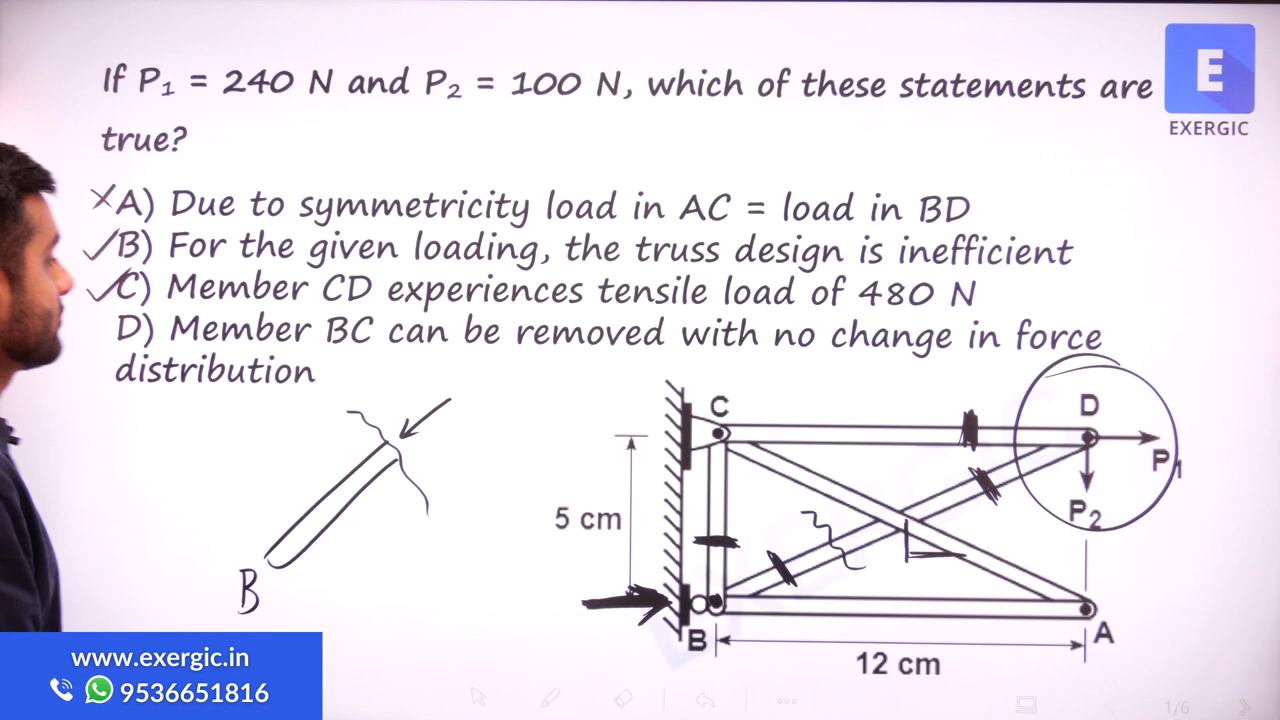 If P₁ = 240 N and P₂ = 100 N, which of these statements are
true?
E
EXERGIC
A) Due to symmetricity load in AC = load in BD
B) For the given loading, the truss design is inefficient
C) Member CD experiences tensile load of 480 N
D) Member BC can be removed with no change in force
distribution
C
D
P₁
P₂
5 cm
B
B
A
12 cm
www.exergic.in
9536651816
1/6